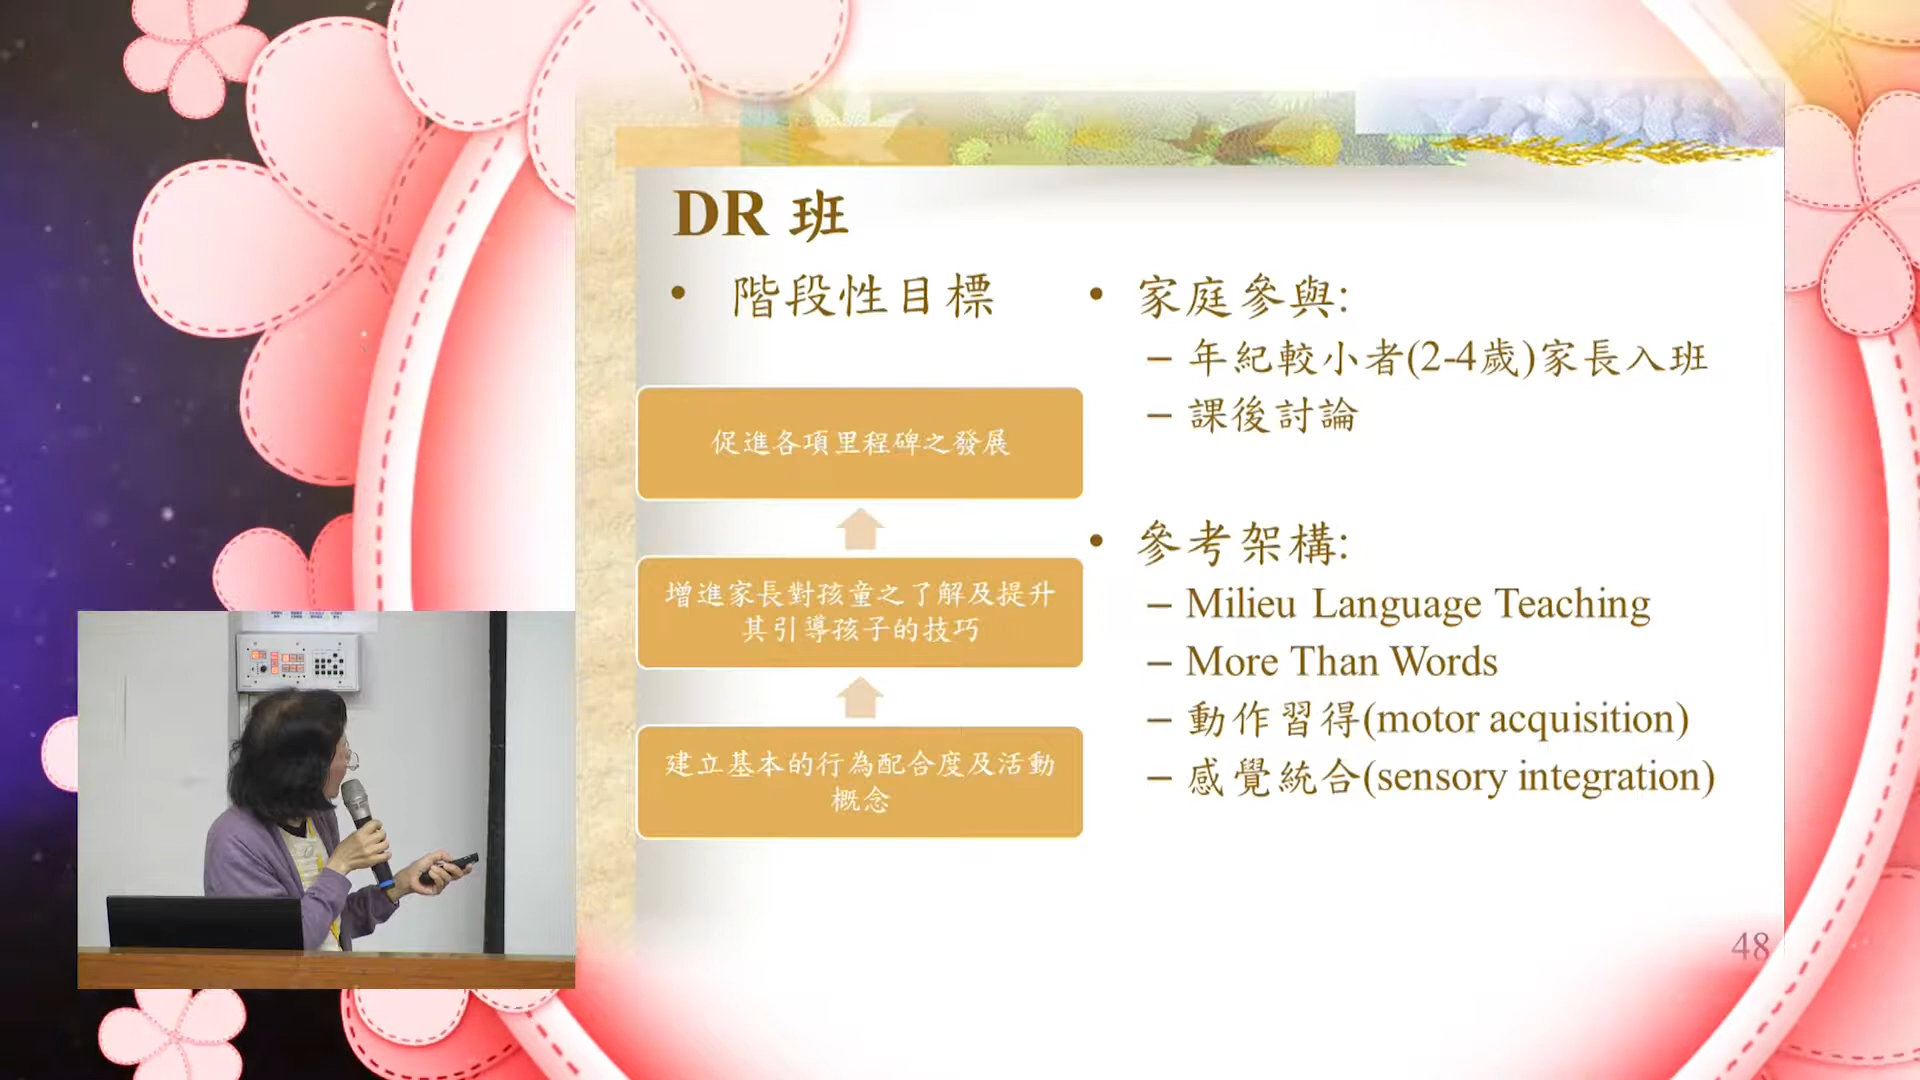 DR 班
• 階段性目標
促進各項里程碑之發展
增進家長對孩童之了解及提升
其引導孩子的技巧
建立基本的行為配合度及活動
概念
• 家庭參與:
– 年紀較小者(2-4歲)家長入班
– 課後討論
• 參考架構:
– Milieu Language Teaching
– More Than Words
– 動作習得(motor acquisition)
– 感覺統合(sensory integration)
48